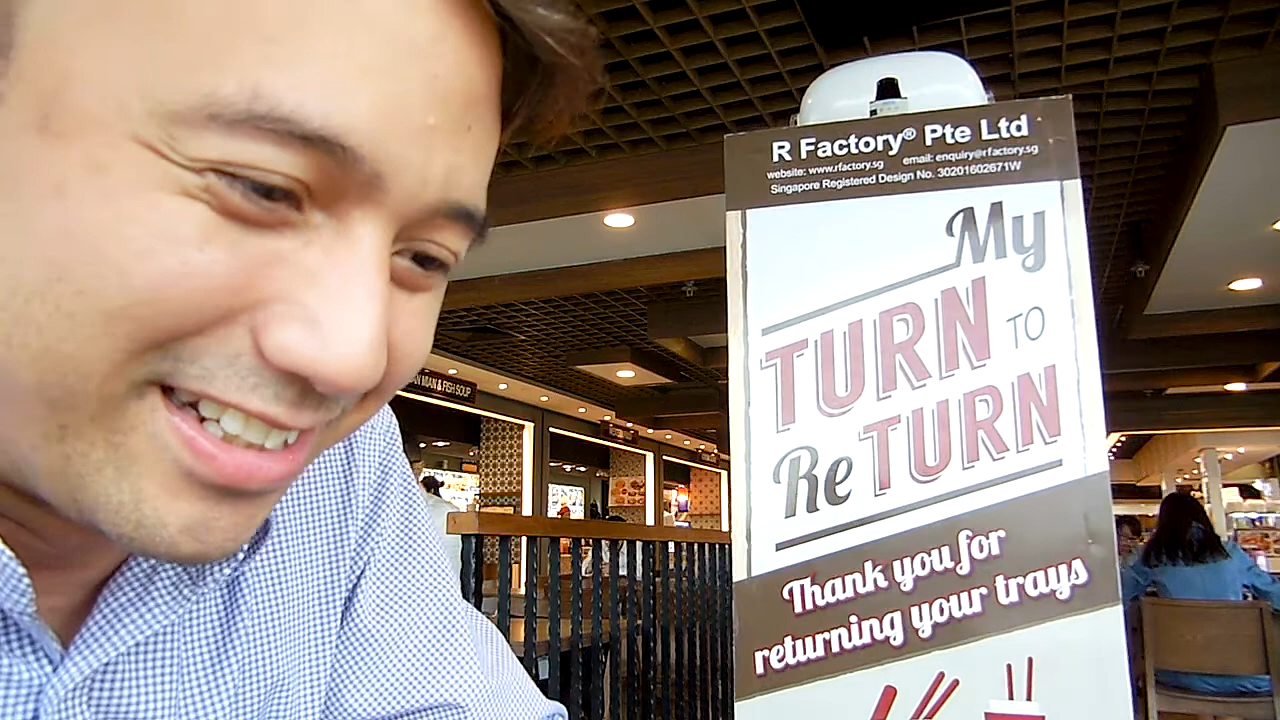 R Factory® Pte Ltd
website: www.rfactory.sg email: enquiry@rfactory.sg
Singapore Registered Design No. 30201602671W
My
TURN TO
ReTURN
Thank you for
returning your trays
MIAN & FISH SOUP